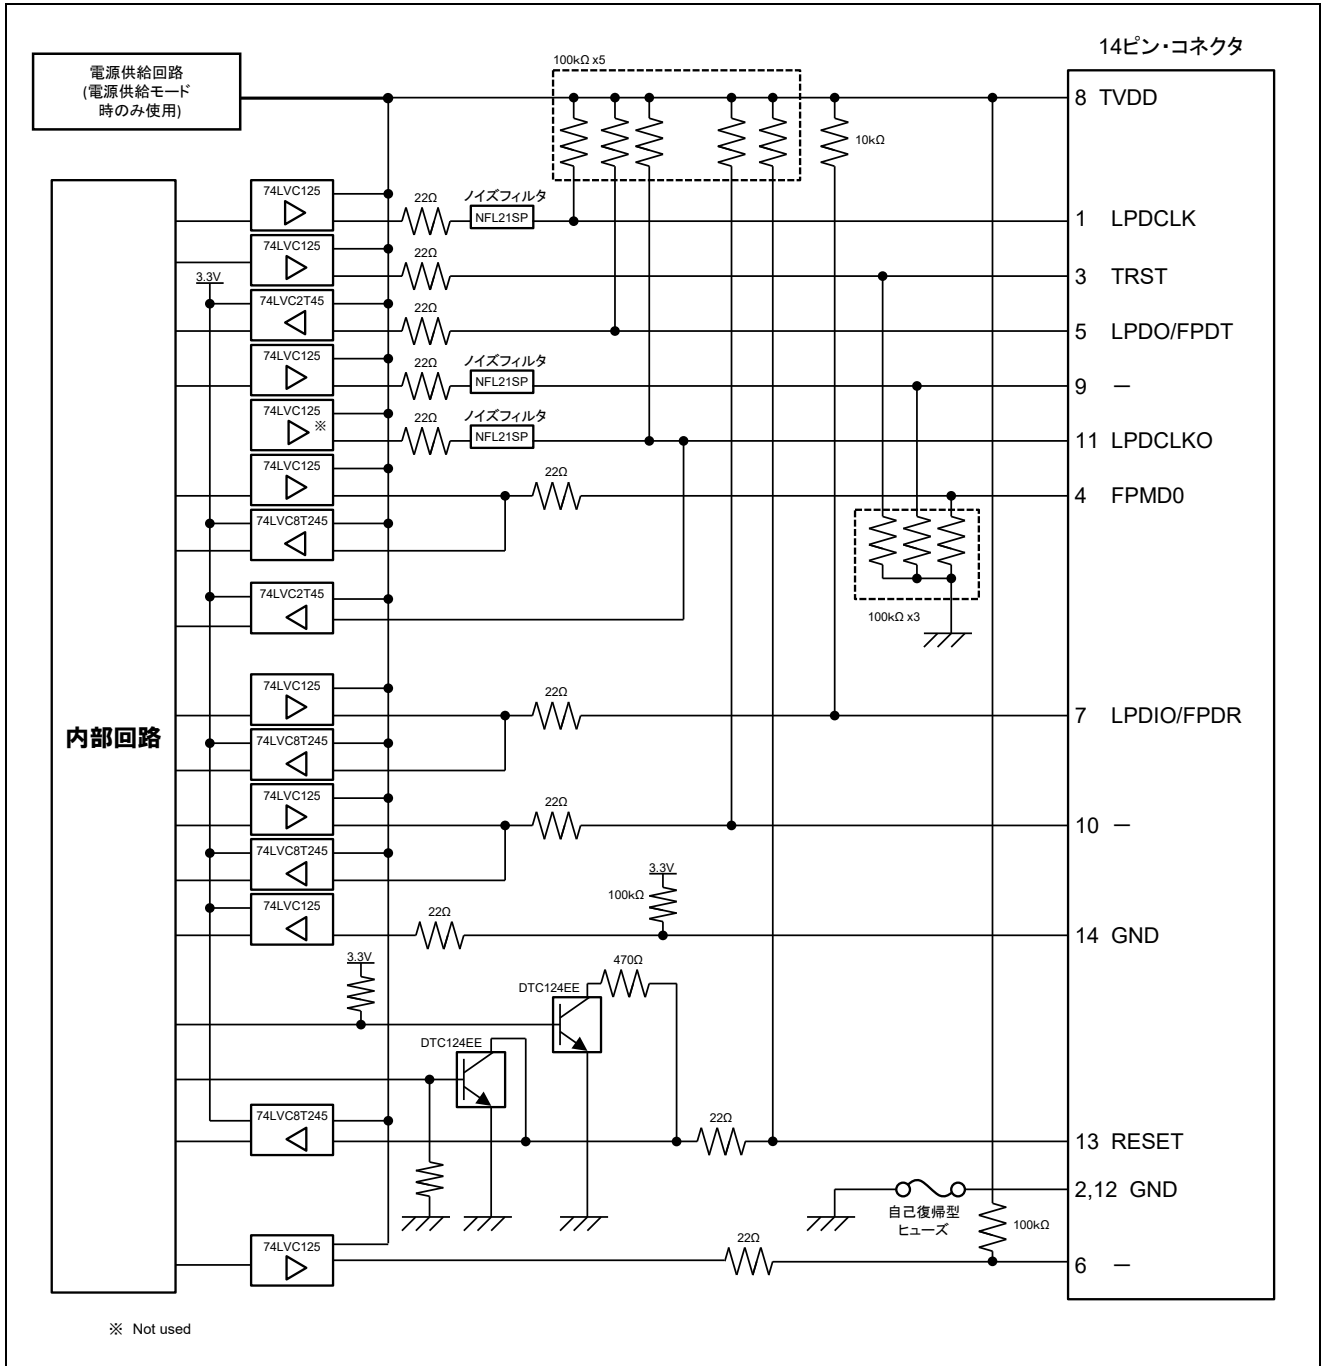 14ピン・コネクタ
電源供給回路
(電源供給モード
時のみ使用)
100kΩ x5
8 TVDD
10kΩ
74LVC125
22Ω
ノイズフィルタ
NFL21SP
1 LPDCLK
74LVC125
22Ω
3 TRST
3.3V
74LVC2T45
22Ω
5 LPDO/FPDT
74LVC125
22Ω
ノイズフィルタ
NFL21SP
9 －
74LVC125
※
22Ω
ノイズフィルタ
NFL21SP
11 LPDCLKO
74LVC125
22Ω
4 FPMD0
74LVC8T245
74LVC2T45
100kΩ x3
内部回路
74LVC125
22Ω
7 LPDIO/FPDR
74LVC8T245
74LVC125
22Ω
10 －
74LVC8T245
3.3V
100kΩ
74LVC125
22Ω
14 GND
3.3V
470Ω
DTC124EE
DTC124EE
74LVC8T245
22Ω
13 RESET
2,12 GND
自己復帰型
ヒューズ
100kΩ
74LVC125
22Ω
6 －
※ Not used